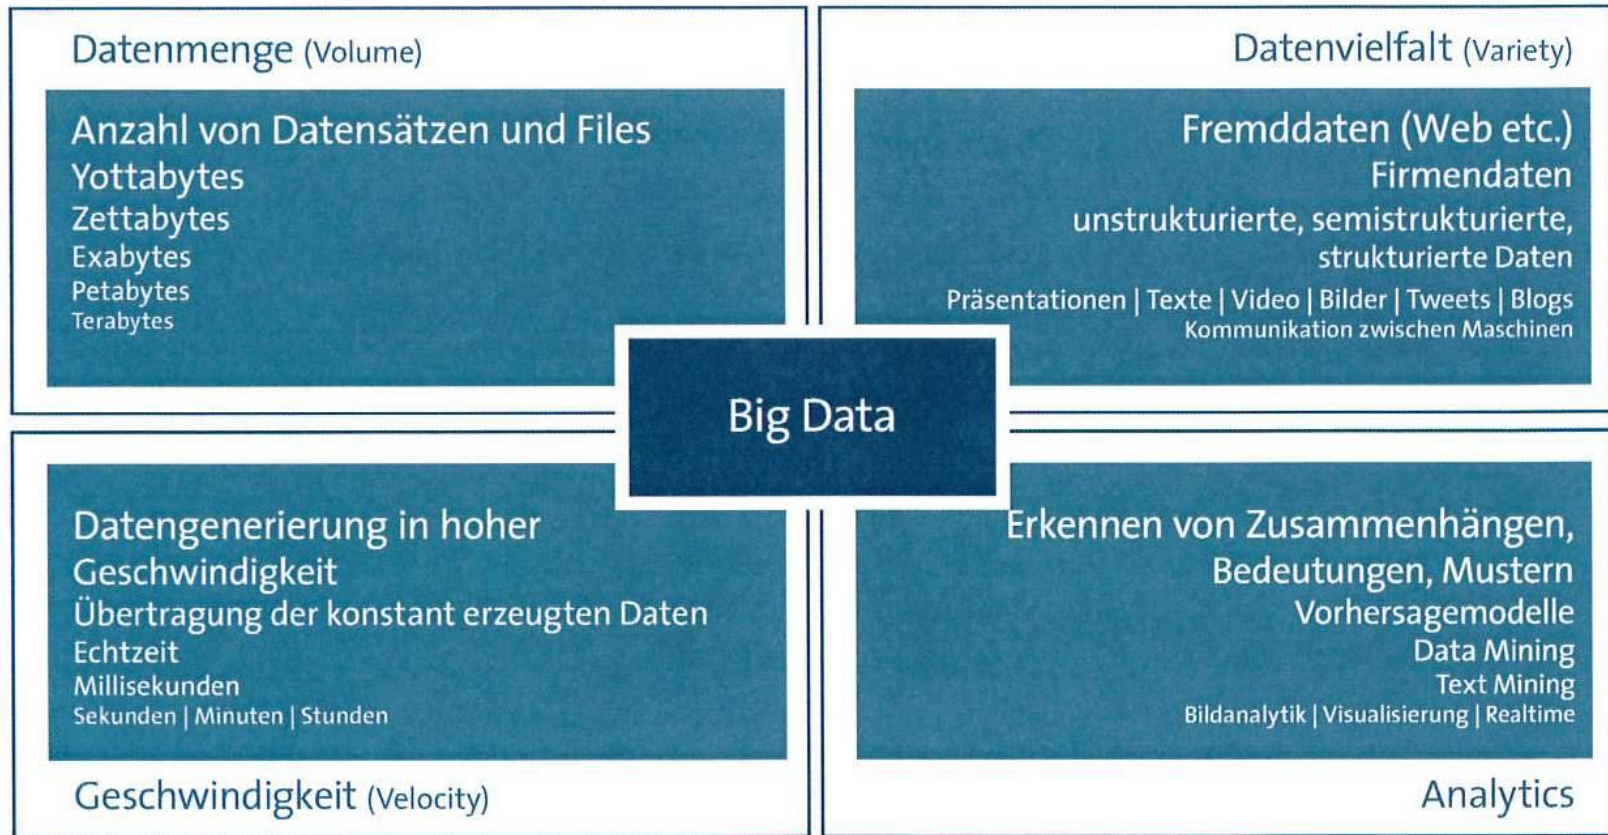 Datenmenge (Volume)
Anzahl von Datensätzen und Files
Yottabytes
Zettabytes
Exabytes
Petabytes
Terabytes
Datenvielfalt (Variety)
Fremddaten (Web etc.)
Firmendaten
unstrukturierte, semistrukturierte,
strukturierte Daten
Präsentationen | Texte | Video | Bilder | Tweets | Blogs
Kommunikation zwischen Maschinen
Big Data
Datengenerierung in hoher
Geschwindigkeit
Übertragung der konstant erzeugten Daten
Echtzeit
Millisekunden
Sekunden | Minuten | Stunden
Geschwindigkeit (Velocity)
Erkennen von Zusammenhängen,
Bedeutungen, Mustern
Vorhersagemodelle
Data Mining
Text Mining
Bildanalytik | Visualisierung | Realtime
Analytics